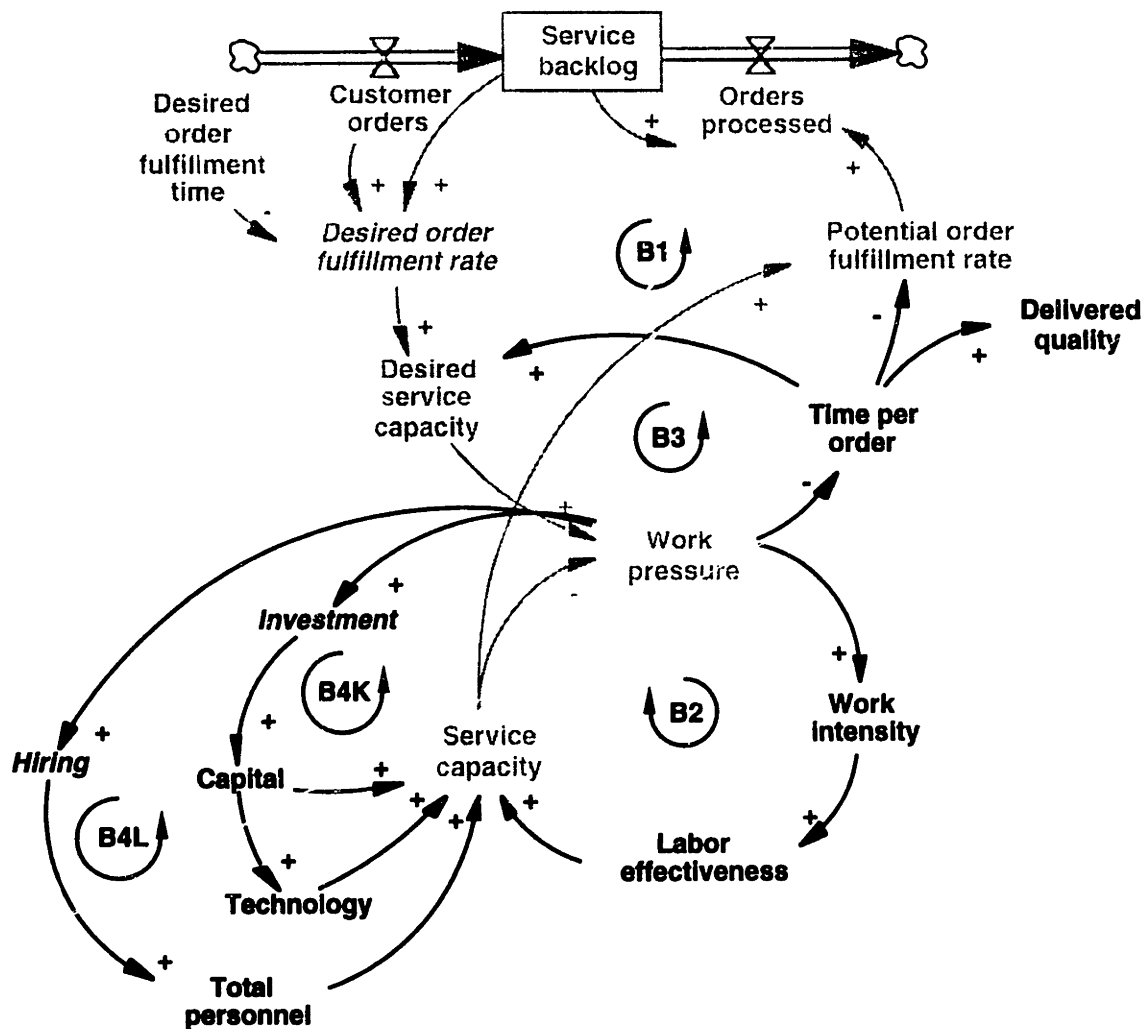 Service
backlog
Customer
orders
Orders
processed
Desired
order
fulfillment
time
+
+
+
+
-
Desired order
fulfillment rate
B1
Potential order
fulfillment rate
+
+
-
Delivered
quality
+
+
Desired
service
capacity
B3
Time per
order
-
+
Work
pressure
-
+
Investment
B4K
+
+
Work
intensity
B2
+
Hiring
Service
capacity
Capital
+
+
+
+
+
B4L
Labor
effectiveness
+
Technology
+
Total
personnel